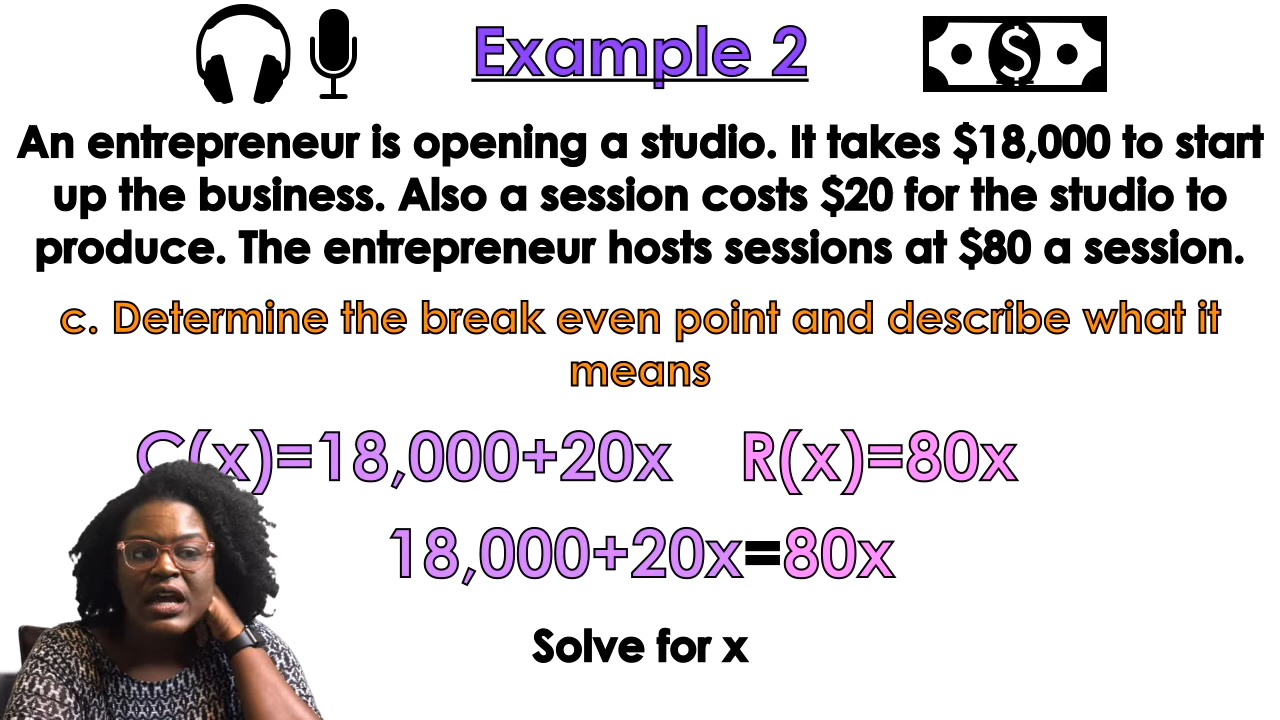 Example 2
$
An entrepreneur is opening a studio. It takes $18,000 to start
up the business. Also a session costs $20 for the studio to
produce. The entrepreneur hosts sessions at $80 a session.
c. Determine the break even point and describe what it
means
C(x)=18,000+20x R(x)=80x
18,000+20x=80x
Solve for x